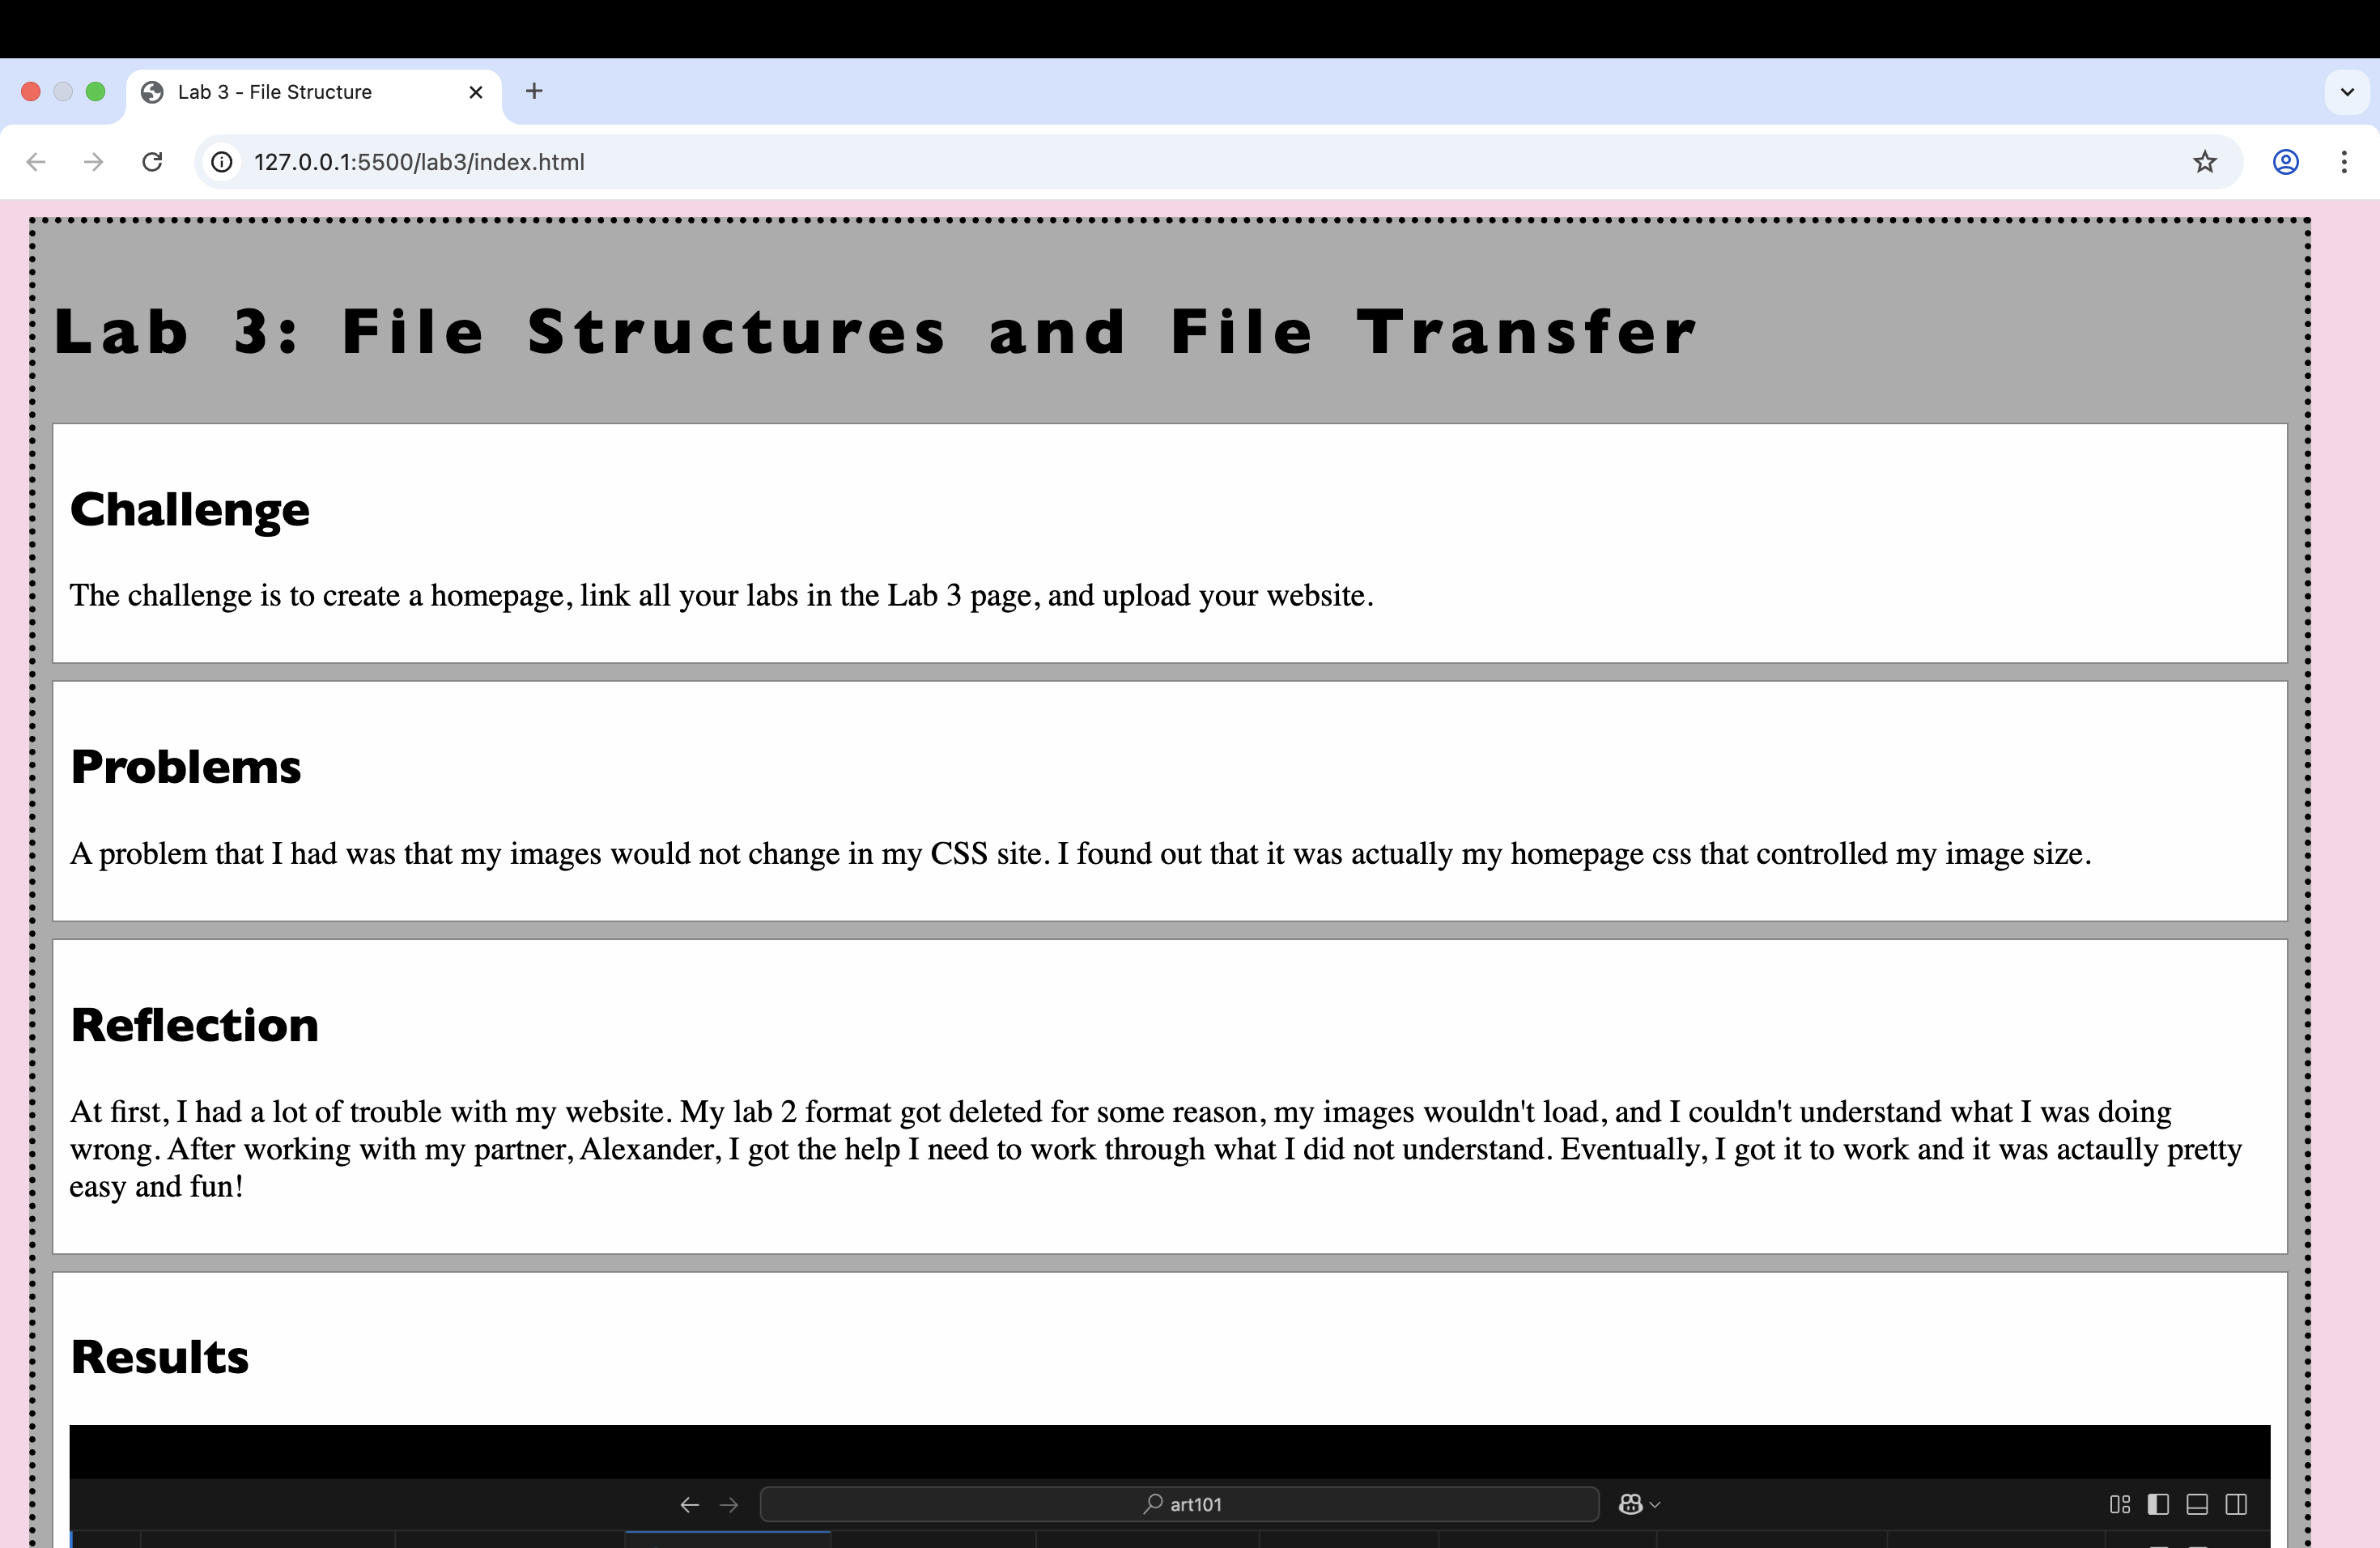 Lab 3 - File Structure
127.0.0.1:5500/lab3/index.html
Lab 3: File Structures and File Transfer
Challenge
The challenge is to create a homepage, link all your labs in the Lab 3 page, and upload your website.
Problems
A problem that I had was that my images would not change in my CSS site. I found out that it was actually my homepage css that controlled my image size.
Reflection
At first, I had a lot of trouble with my website. My lab 2 format got deleted for some reason, my images wouldn't load, and I couldn't understand what I was doing
wrong. After working with my partner, Alexander, I got the help I need to work through what I did not understand. Eventually, I got it to work and it was actaully pretty
easy and fun!
Results
art101